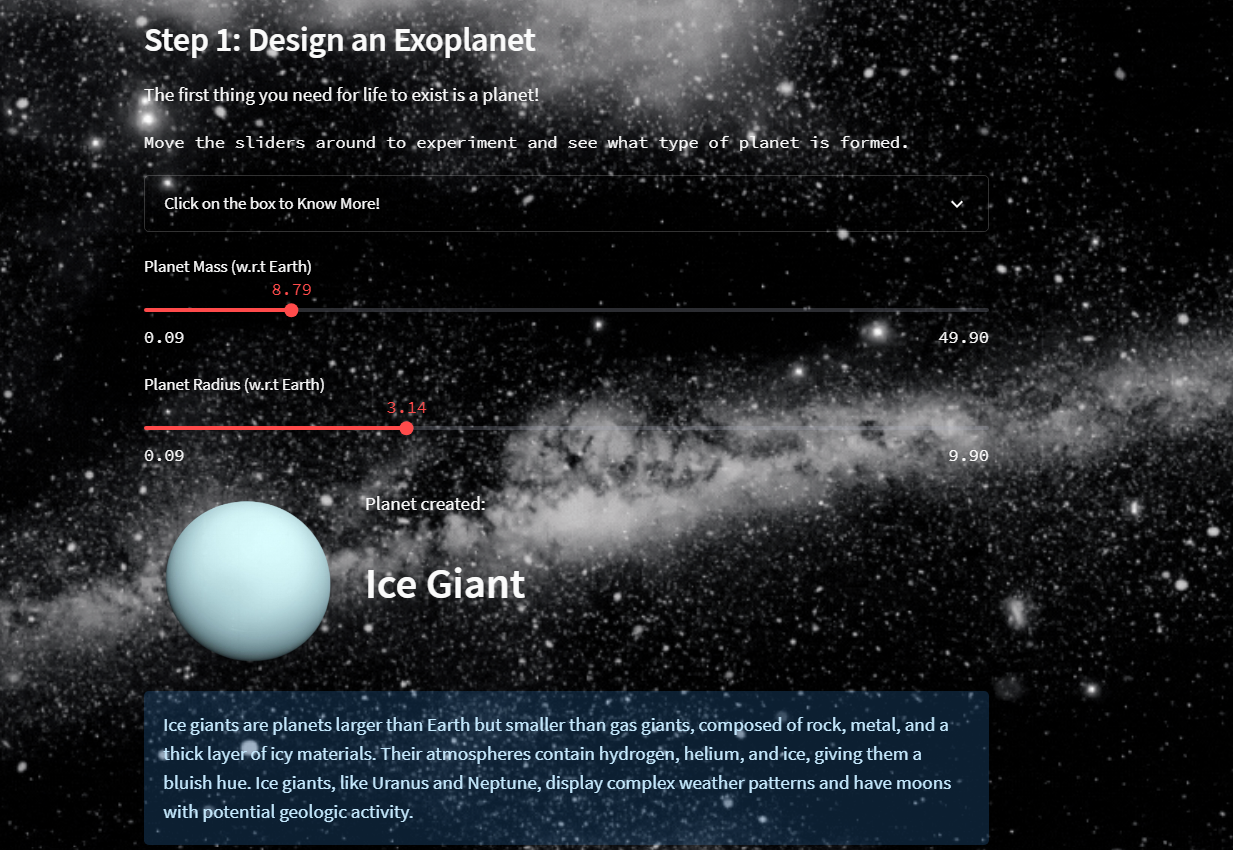 Step 1: Design an Exoplanet
The first thing you need for life to exist is a planet!
Move the sliders around to experiment and see what type of planet is formed.
Click on the box to Know More!
Planet Mass (w.r.t Earth)
8.79
0.09 49.90
Planet Radius (w.r.t Earth)
3.14
0.09 9.90
Planet created:
Ice Giant
Ice giants are planets larger than Earth but smaller than gas giants, composed of rock, metal, and a
thick layer of icy materials. Their atmospheres contain hydrogen, helium, and ice, giving them a
bluish hue. Ice giants, like Uranus and Neptune, display complex weather patterns and have moons
with potential geologic activity.